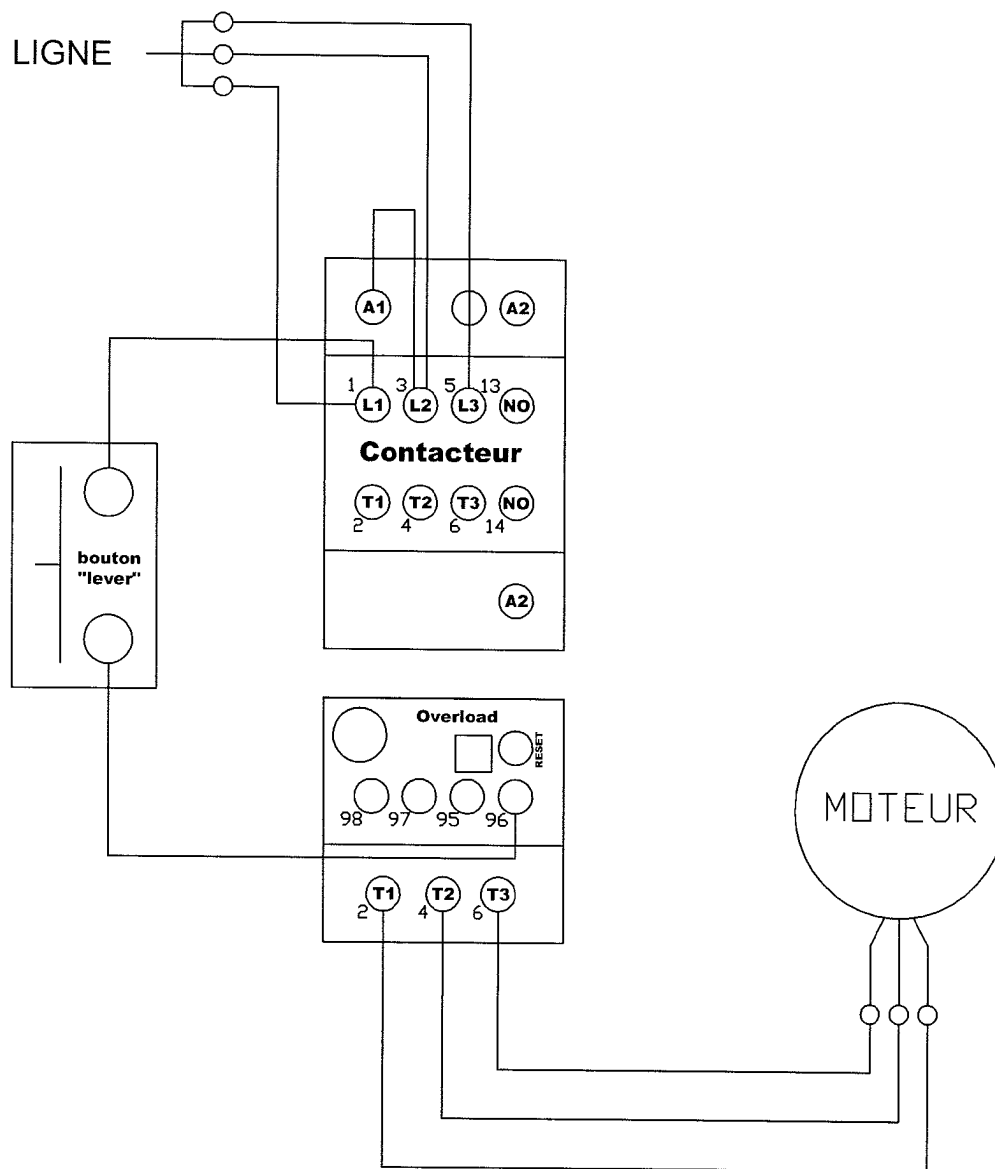 LIGNE
A1 A2
1 3 5 13
L1 L2 L3 NO
Contacteur
T1 T2 T3 NO
2 4 6 14
bouton
"lever"
A2
Overload
RESET
98 97 95 96
MOTEUR
T1 T2 T3
2 4 6